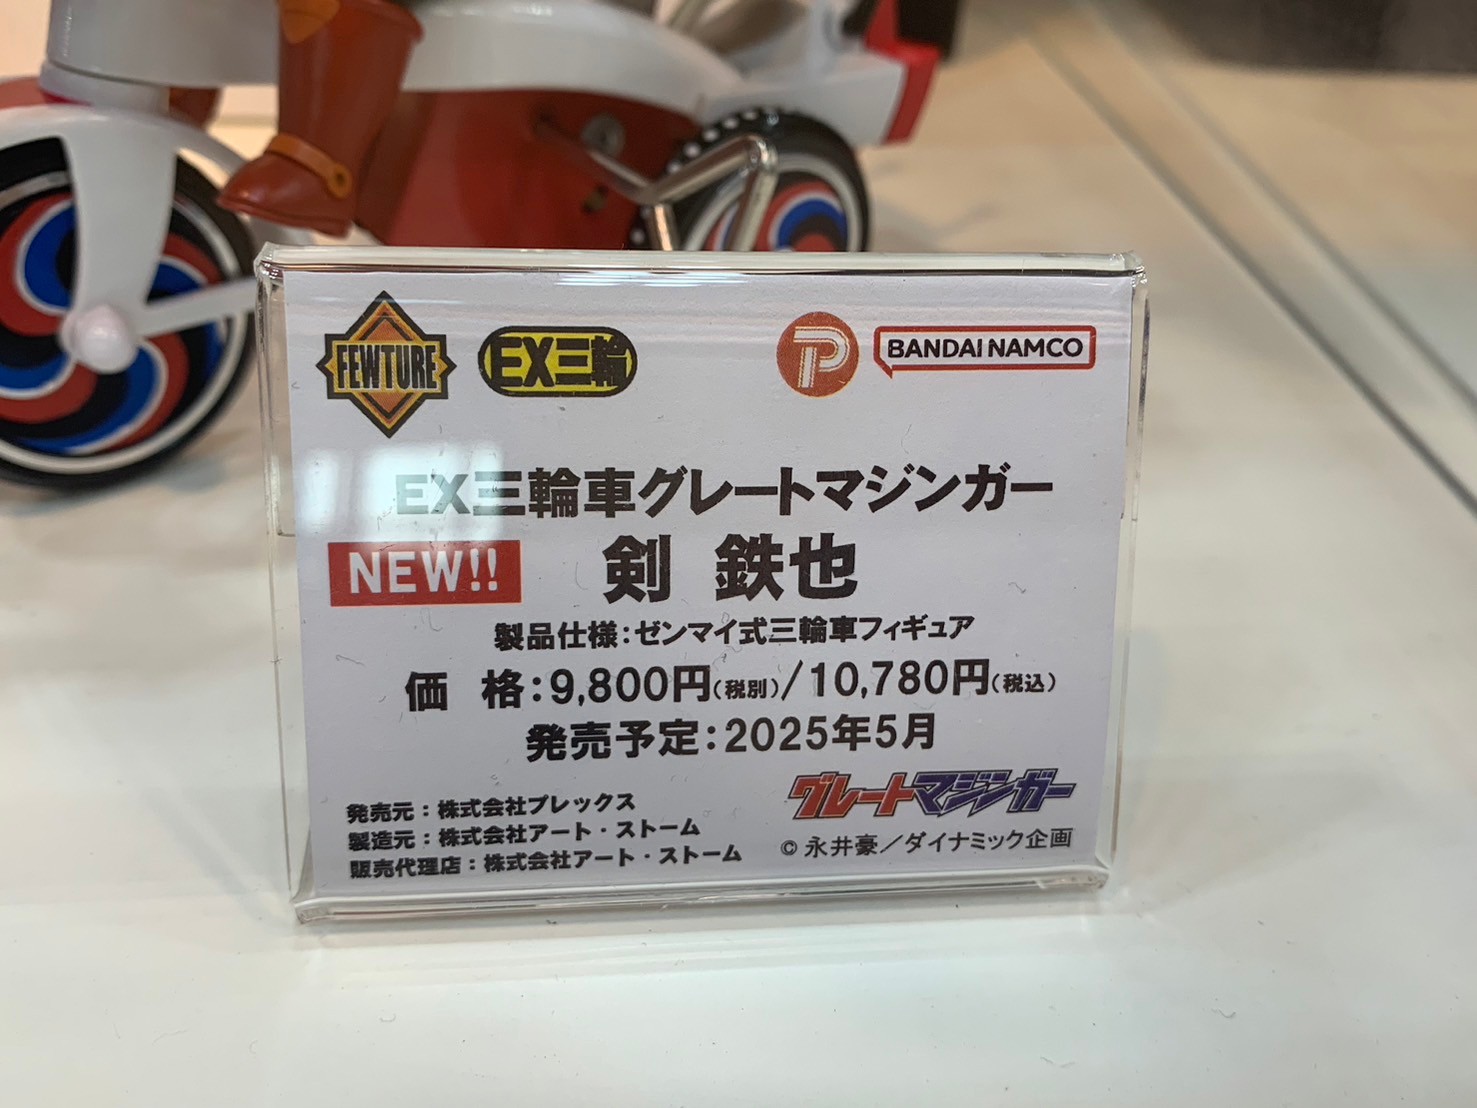 FEWTURE EX三輪 P BANDAI NAMCO
EX三輪車グレートマジンガー
NEW!! 剣 鉄也
製品仕様：ゼンマイ式三輪車フィギュア
価 格：9,800円（税別）/10,780円（税込）
発売予定：2025年5月
グレートマジンガー
発売元：株式会社プレックス
製造元：株式会社アート・ストーム
販売代理店：株式会社アート・ストーム
© 永井豪／ダイナミック企画